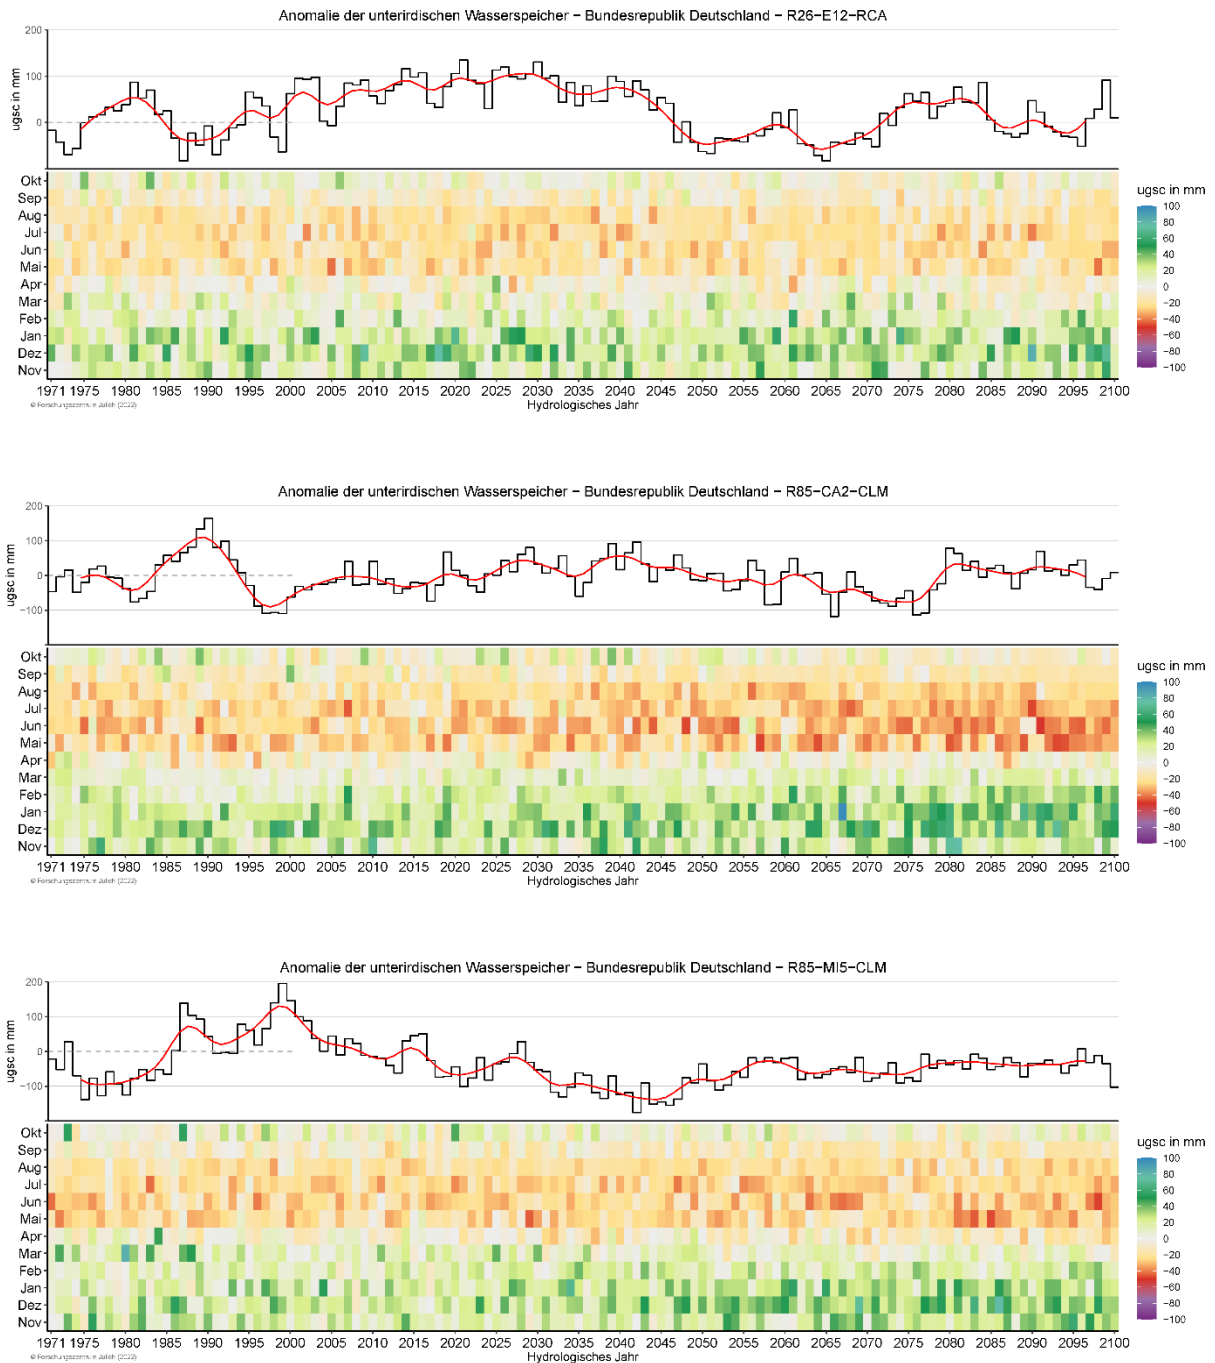 Anomalie der unterirdischen Wasserspeicher − Bundesrepublik Deutschland − R26−E12−RCA
200
100
0
ugsc in mm
Okt
Sep
Aug
Jul
Jun
Mai
Apr
Mar
Feb
Jan
Dez
Nov
1971 1975 1980 1985 1990 1995 2000 2005 2010 2015 2020 2025 2030 2035 2040 2045 2050 2055 2060 2065 2070 2075 2080 2085 2090 2095 2100
Hydrologisches Jahr
© Forschungszentrum Jülich (2022)
ugsc in mm
100
80
60
40
20
0
−20
−40
−60
−80
−100
Anomalie der unterirdischen Wasserspeicher − Bundesrepublik Deutschland − R85−CA2−CLM
200
100
0
−100
ugsc in mm
Okt
Sep
Aug
Jul
Jun
Mai
Apr
Mar
Feb
Jan
Dez
Nov
1971 1975 1980 1985 1990 1995 2000 2005 2010 2015 2020 2025 2030 2035 2040 2045 2050 2055 2060 2065 2070 2075 2080 2085 2090 2095 2100
Hydrologisches Jahr
© Forschungszentrum Jülich (2022)
ugsc in mm
100
80
60
40
20
0
−20
−40
−60
−80
−100
Anomalie der unterirdischen Wasserspeicher − Bundesrepublik Deutschland − R85−MI5−CLM
200
100
0
−100
ugsc in mm
Okt
Sep
Aug
Jul
Jun
Mai
Apr
Mar
Feb
Jan
Dez
Nov
1971 1975 1980 1985 1990 1995 2000 2005 2010 2015 2020 2025 2030 2035 2040 2045 2050 2055 2060 2065 2070 2075 2080 2085 2090 2095 2100
Hydrologisches Jahr
© Forschungszentrum Jülich (2022)
ugsc in mm
100
80
60
40
20
0
−20
−40
−60
−80
−100